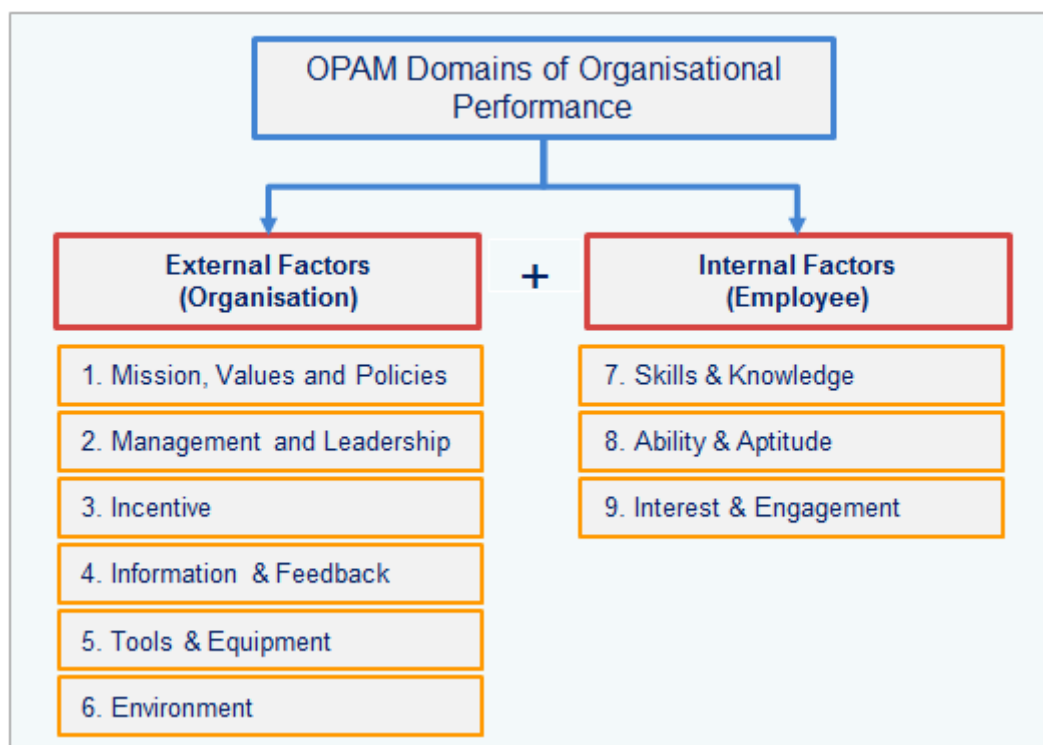 OPAM Domains of Organisational
Performance
External Factors
(Organisation)
+
Internal Factors
(Employee)
1. Mission, Values and Policies
2. Management and Leadership
3. Incentive
4. Information & Feedback
5. Tools & Equipment
6. Environment
7. Skills & Knowledge
8. Ability & Aptitude
9. Interest & Engagement